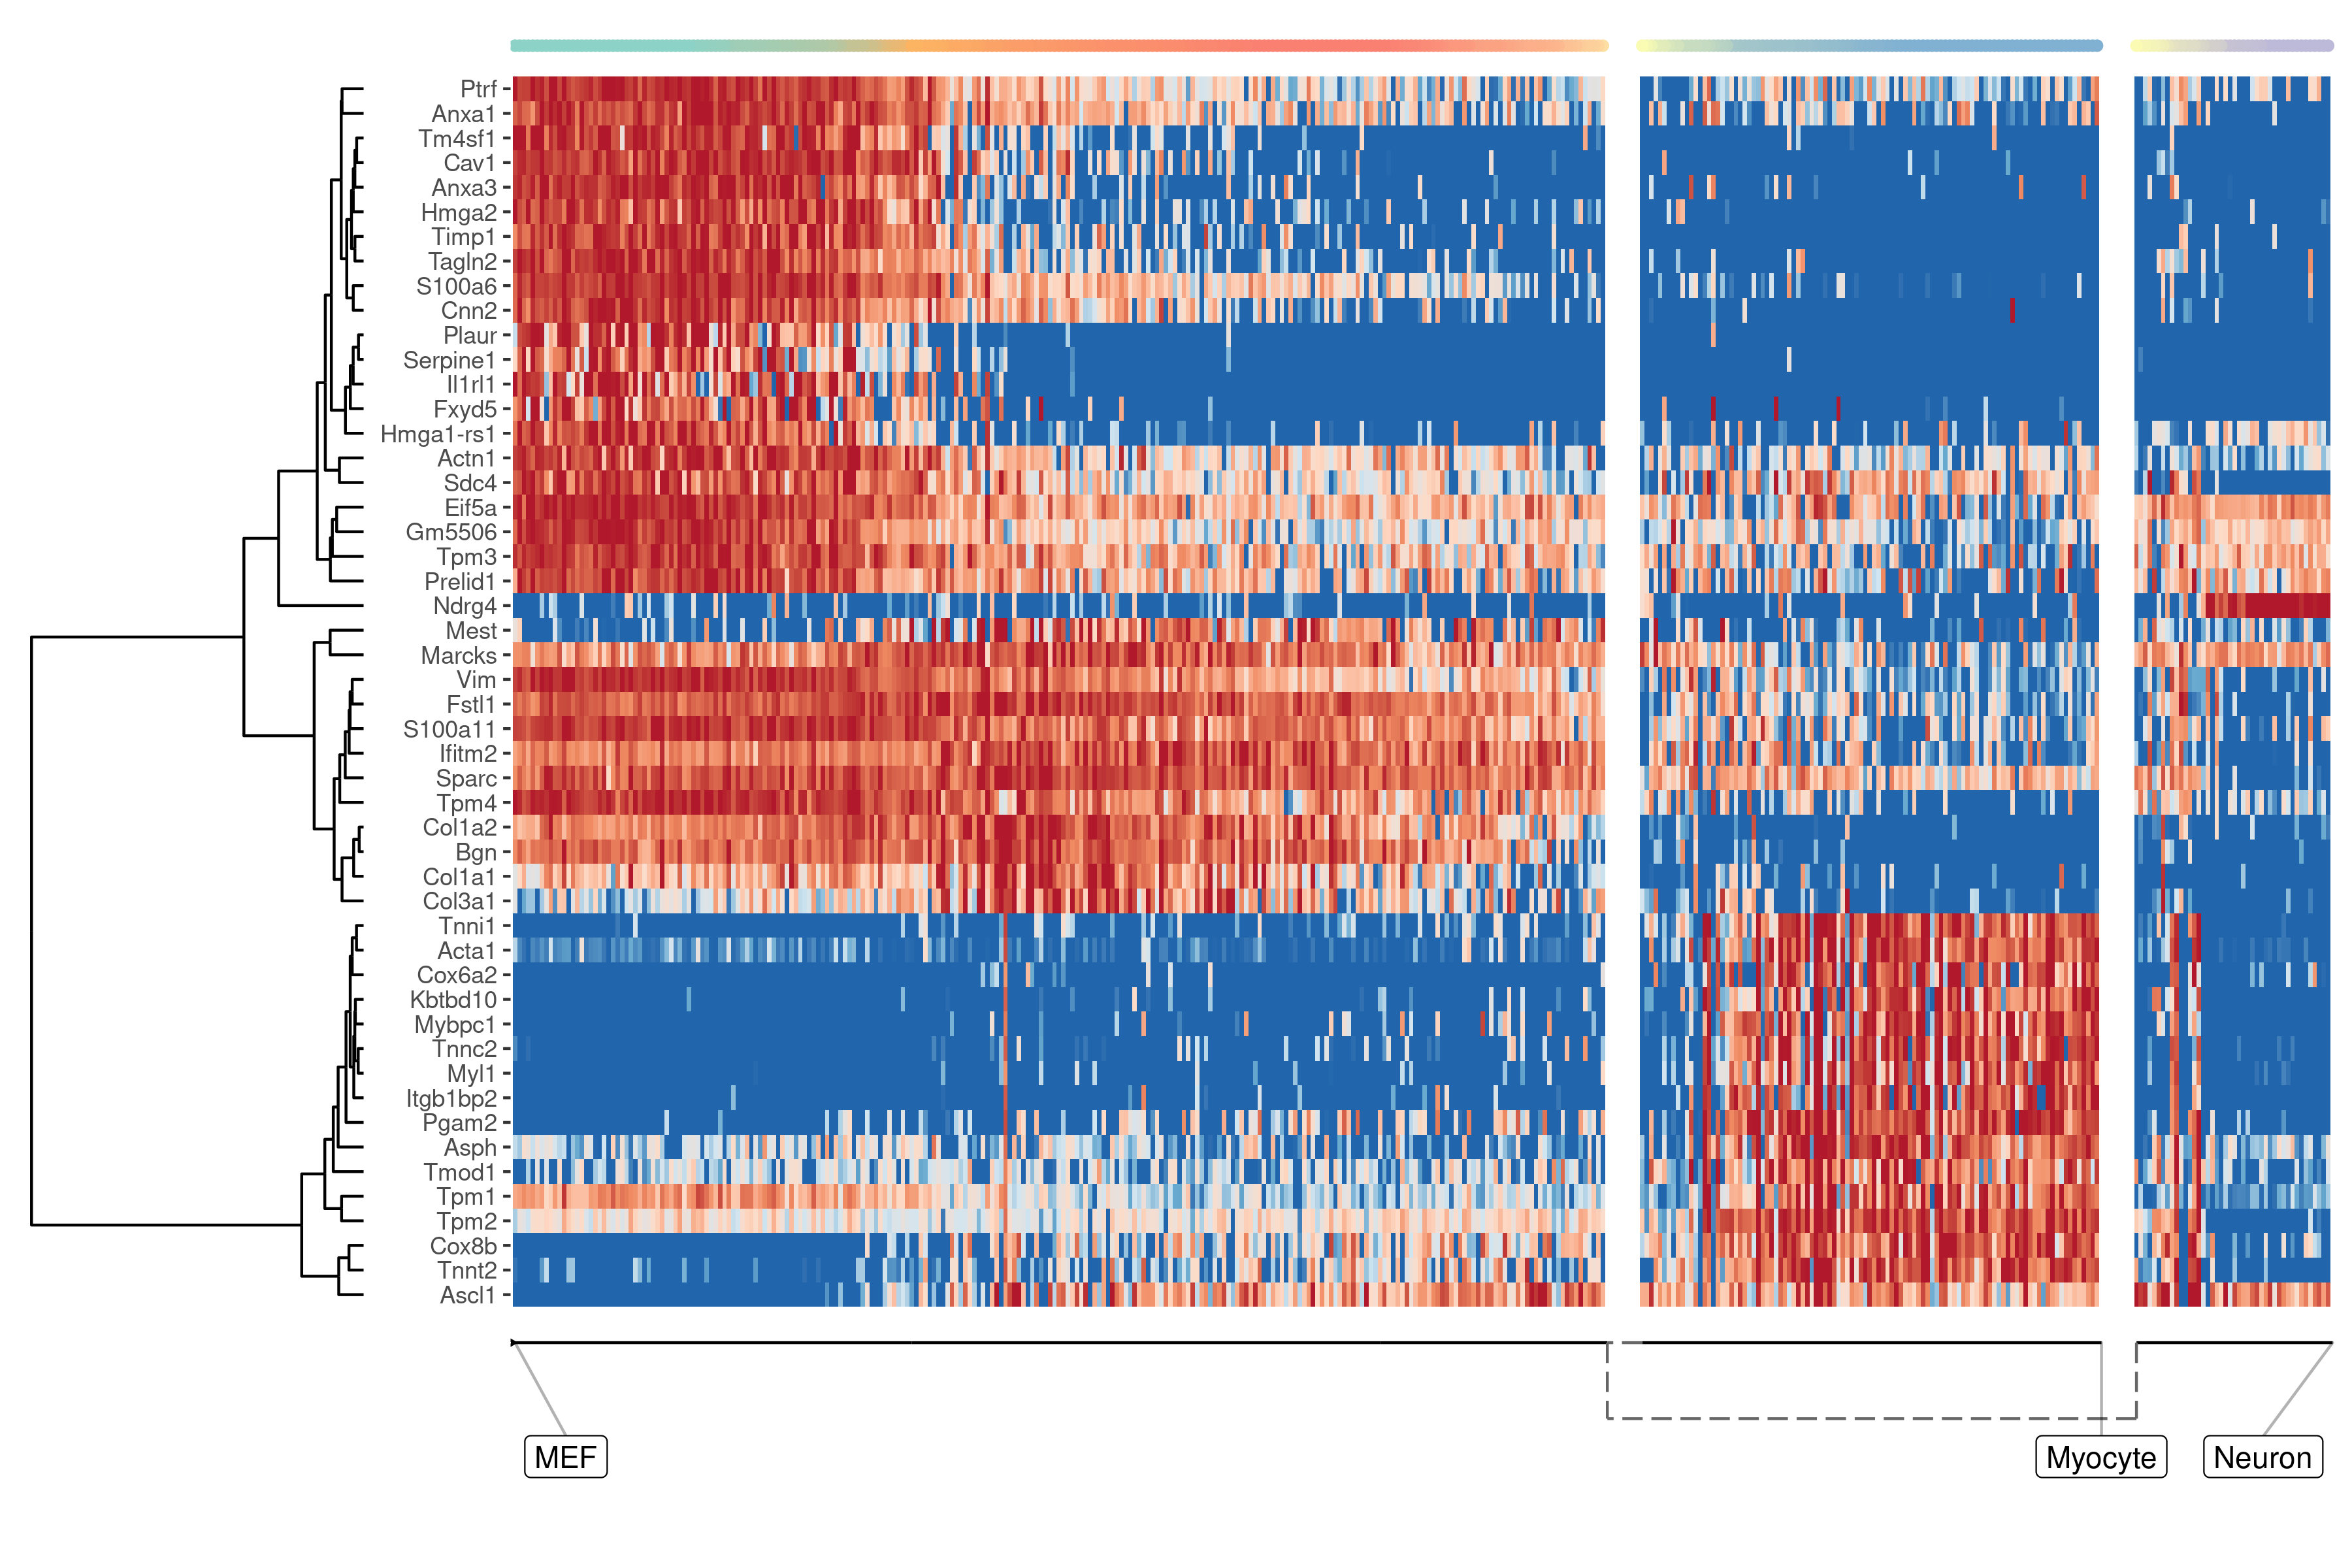 Ptrf
Anxa1
Tm4sf1
Cav1
Anxa3
Hmga2
Timp1
Tagln2
S100a6
Cnn2
Plaur
Serpine1
Il1rl1
Fxyd5
Hmga1-rs1
Actn1
Sdc4
Eif5a
Gm5506
Tpm3
Prelid1
Ndrg4
Mest
Marcks
Vim
Fstl1
S100a11
Ifitm2
Sparc
Tpm4
Col1a2
Bgn
Col1a1
Col3a1
Tnni1
Acta1
Cox6a2
Kbtbd10
Mybpc1
Tnnc2
Myl1
Itgb1bp2
Pgam2
Asph
Tmod1
Tpm1
Tpm2
Cox8b
Tnnt2
Ascl1
MEF Myocyte Neuron